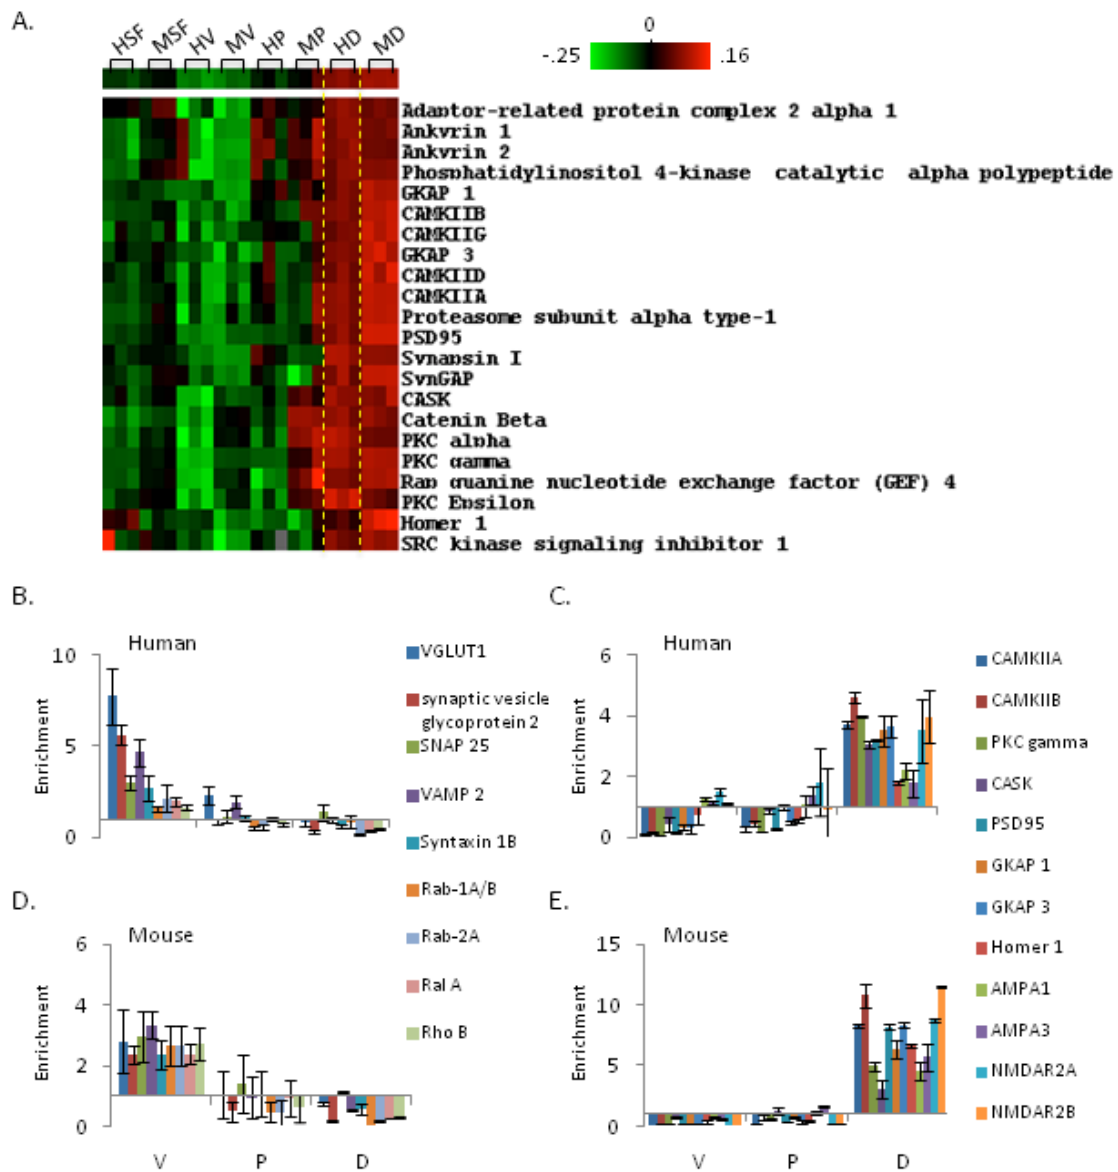 A.
HSF MSF HV MV HP MP HD MD
0
-.25 .16
Adaptor-related protein complex 2 alpha 1
Ankyrin 1
Ankyrin 2
Phosphatidylinositol 4-kinase catalytic alpha polypeptide
GKAP 1
CAMKIIB
CAMKIIG
GKAP 3
CAMKIID
CAMKIIA
Proteasome subunit alpha type-1
PSD95
Synapsin I
SynGAP
CASK
Catenin Beta
PKC alpha
PKC gamma
Rap guanine nucleotide exchange factor (GEF) 4
PKC Epsilon
Homer 1
SRC kinase signaling inhibitor 1
B.
Human
Enrichment
10
5
0
VGLUT1
synaptic vesicle
glycoprotein 2
SNAP 25
VAMP 2
Syntaxin 1B
Rab-1A/B
Rab-2A
Ral A
Rho B
C.
Human
Enrichment
6
4
2
0
CAMKIIA
CAMKIIB
PKC gamma
CASK
PSD95
GKAP 1
GKAP 3
Homer 1
AMPA1
AMPA3
NMDAR2A
NMDAR2B
D.
Mouse
Enrichment
6
4
2
0
V P D
E.
Mouse
Enrichment
15
10
5
0
V P D